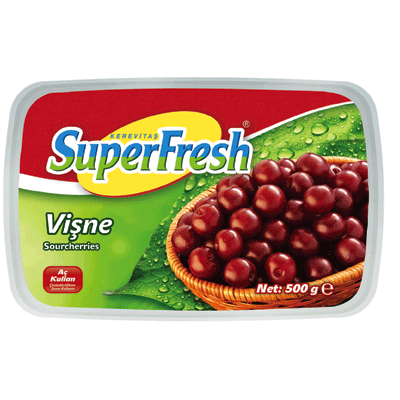 KEREVİTAŞ
SuperFresh®
Vişne
Sourcherries
Aç
Kullan
Net: 500 g ℮